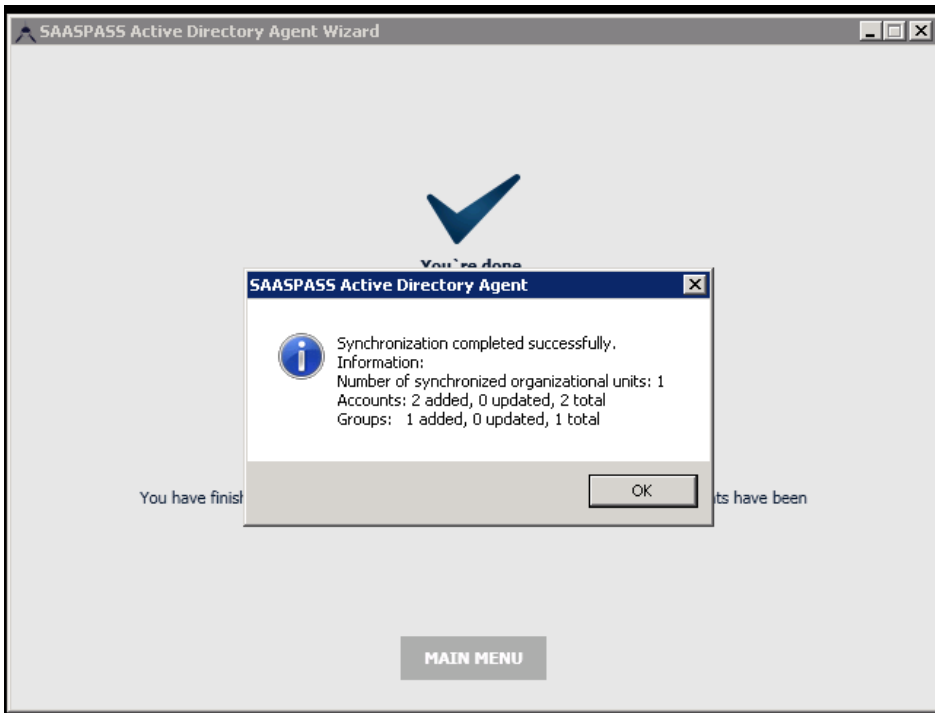 SAASPASS Active Directory Agent Wizard
You`re done
SAASPASS Active Directory Agent
Synchronization completed successfully.
Information:
Number of synchronized organizational units: 1
Accounts: 2 added, 0 updated, 2 total
Groups: 1 added, 0 updated, 1 total
OK
You have finish
ts have been
MAIN MENU